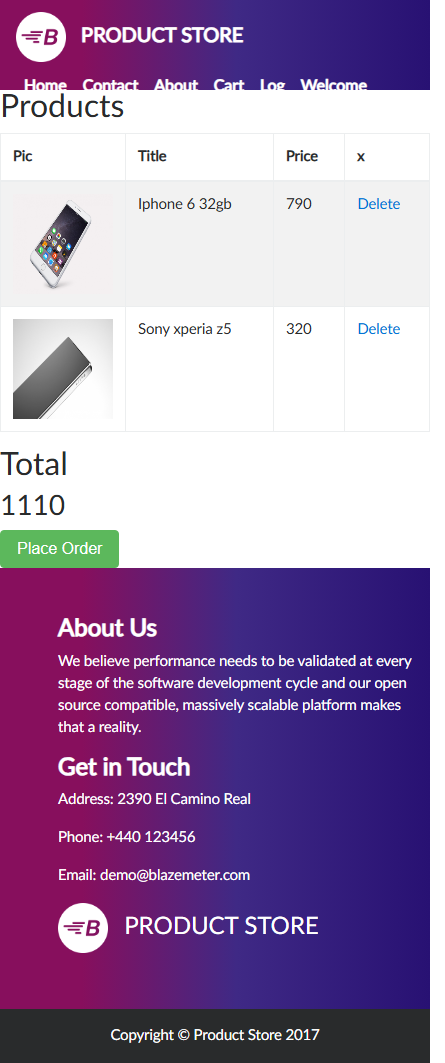 B PRODUCT STORE
Home Contact About Cart Log Welcome
Products
Pic Title Price x
Iphone 6 32gb 790 Delete
Sony xperia z5 320 Delete
Total
1110
Place Order
About Us
We believe performance needs to be validated at every
stage of the software development cycle and our open
source compatible, massively scalable platform makes
that a reality.
Get in Touch
Address: 2390 El Camino Real
Phone: +440 123456
Email: demo@blazemeter.com
B PRODUCT STORE
Copyright © Product Store 2017